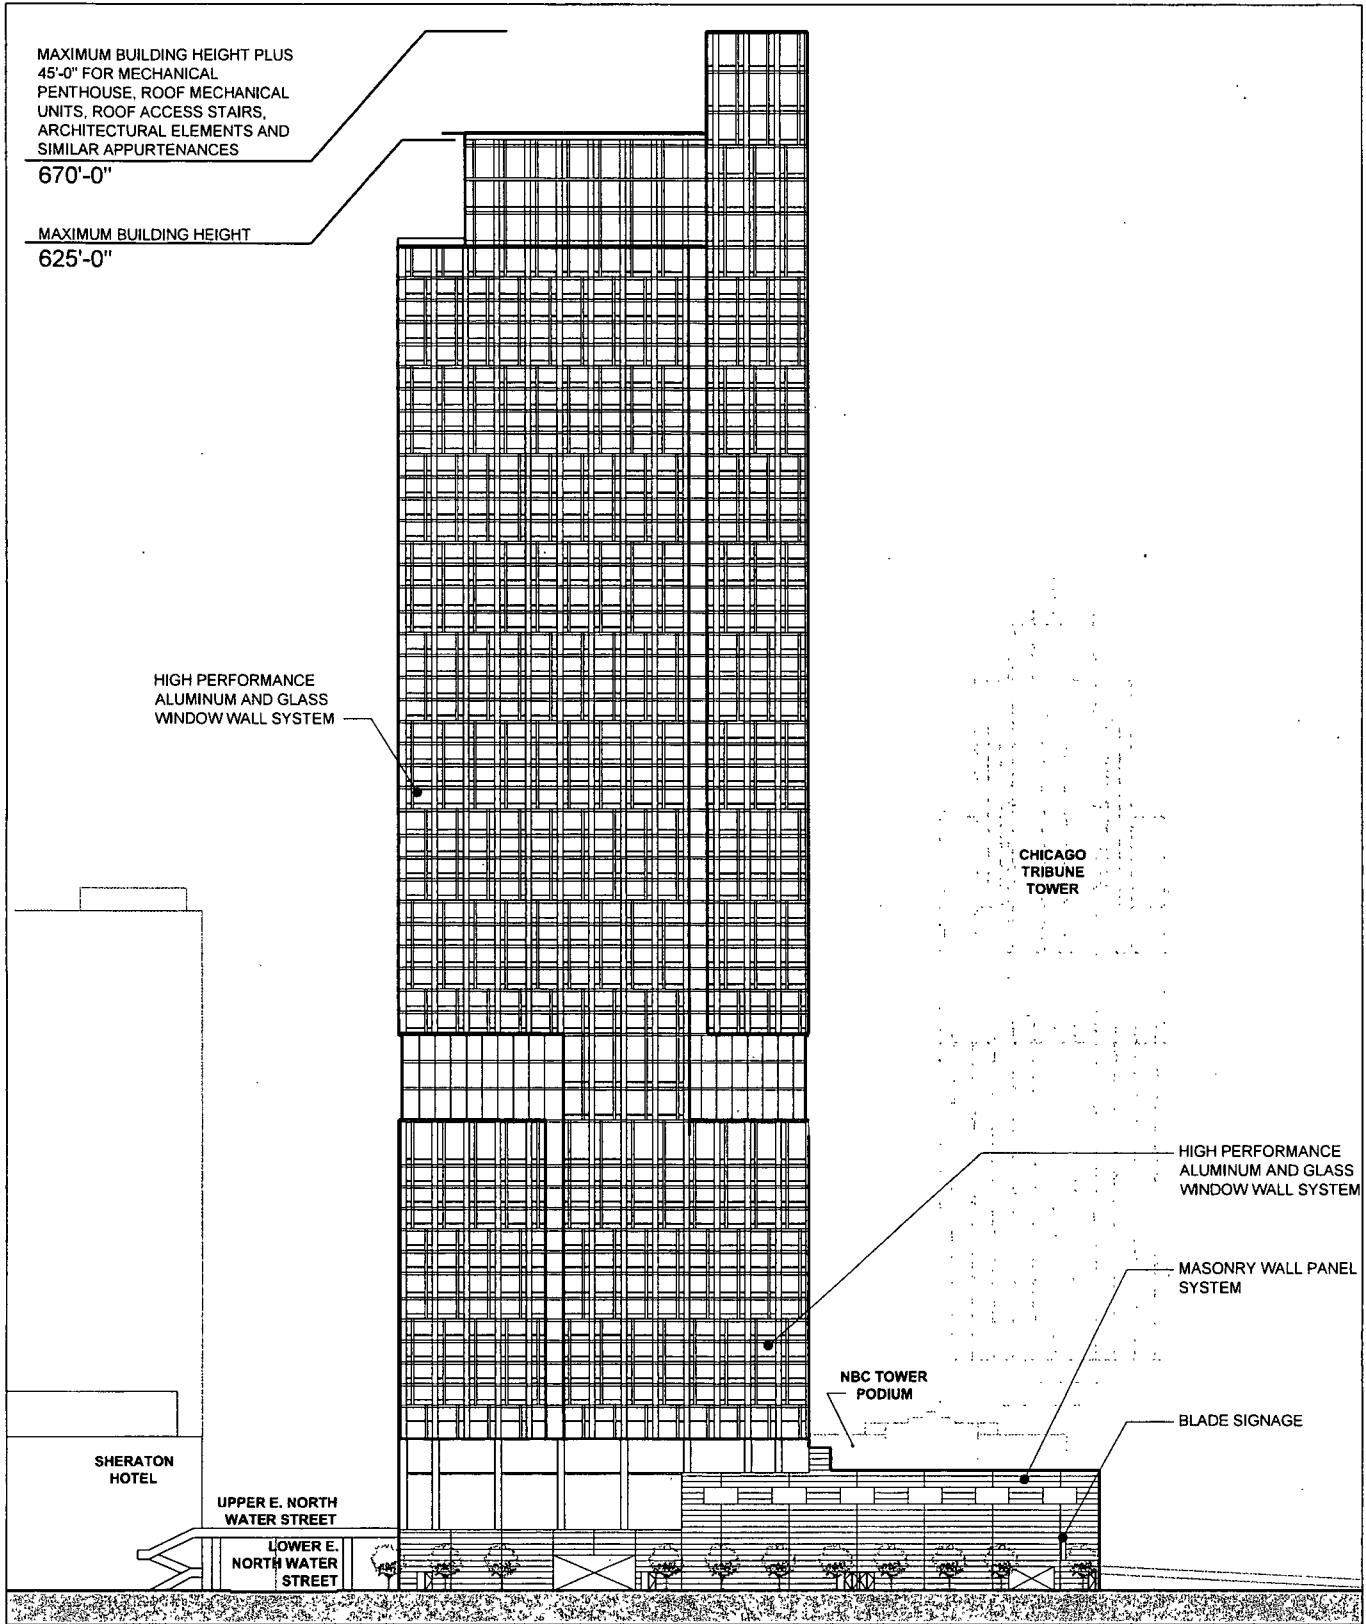 MAXIMUM BUILDING HEIGHT PLUS
45'-0" FOR MECHANICAL
PENTHOUSE, ROOF MECHANICAL
UNITS, ROOF ACCESS STAIRS,
ARCHITECTURAL ELEMENTS AND
SIMILAR APPURTENANCES
670'-0"
MAXIMUM BUILDING HEIGHT
625'-0"
HIGH PERFORMANCE
ALUMINUM AND GLASS
WINDOW WALL SYSTEM
CHICAGO
TRIBUNE
TOWER
HIGH PERFORMANCE
ALUMINUM AND GLASS
WINDOW WALL SYSTEM
MASONRY WALL PANEL
SYSTEM
NBC TOWER
PODIUM
BLADE SIGNAGE
SHERATON
HOTEL
UPPER E. NORTH
WATER STREET
LOWER E.
NORTH WATER
STREET